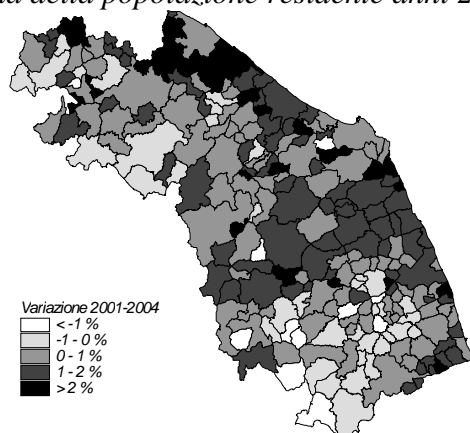 della popolazione residente anni
Variazione 2001-2004
<-1 %
-1 - 0 %
0 - 1 %
1 - 2 %
>2 %